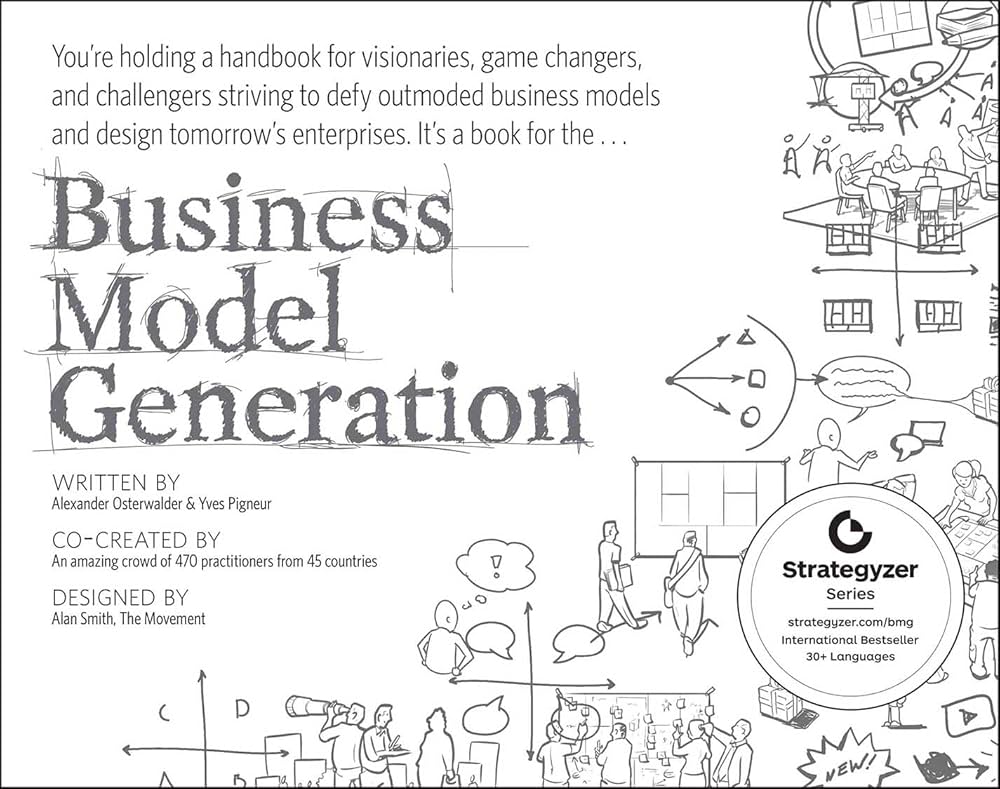 You're holding a handbook for visionaries, game changers,
and challengers striving to defy outmoded business models
and design tomorrow's enterprises. It's a book for the . . .
Business
Model
Generation
WRITTEN BY
Alexander Osterwalder & Yves Pigneur
CO-CREATED BY
An amazing crowd of 470 practitioners from 45 countries
DESIGNED BY
Alan Smith, The Movement
Strategyzer
Series
strategyzer.com/bmg
International Bestseller
30+ Languages
!
C D
A B
NEW!